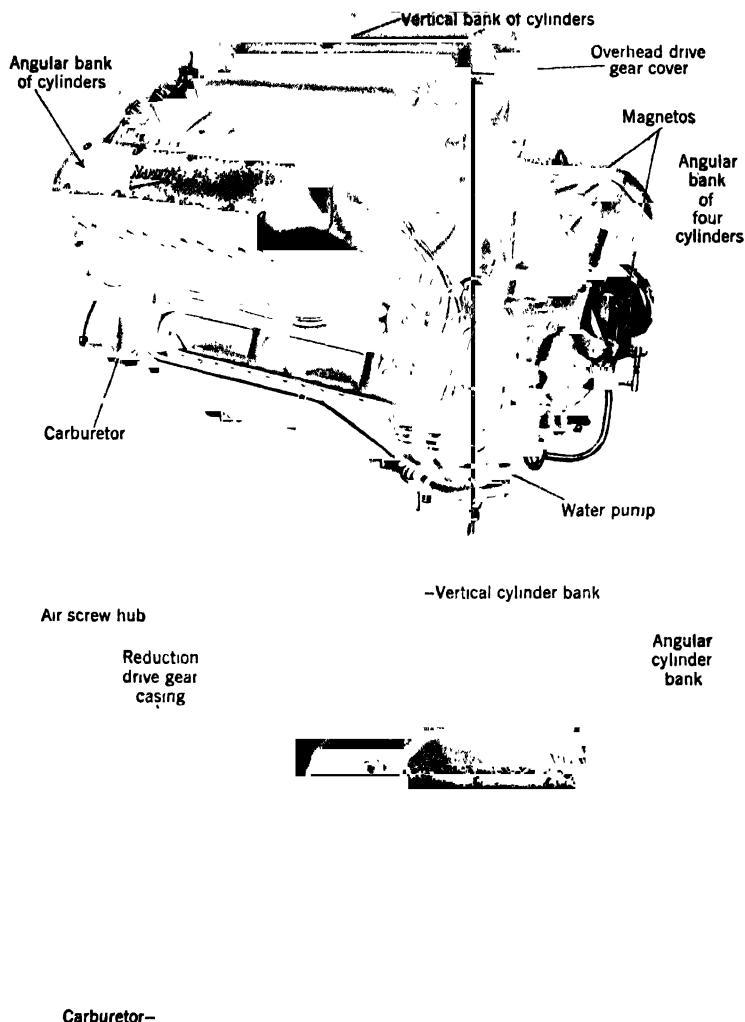 Vertical bank of cylinders
Angular bank
of cylinders
Overhead drive
gear cover
Magnetos
Angular
bank
of
four
cylinders
Carburetor
Water pump
–Vertical cylinder bank
Air screw hub
Reduction
drive gear
casing
Angular
cylinder
bank
Carburetor–